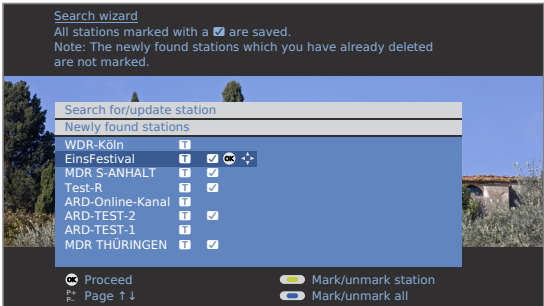 Search wizard
All stations marked with a ☑ are saved.
Note: The newly found stations which you have already deleted
are not marked.
Search for/update station
Newly found stations
WDR-Köln T
EinsFestival T ☑ OK
MDR S-ANHALT T ☑
Test-R T ☑
ARD-Online-Kanal T
ARD-TEST-2 T ☑
ARD-TEST-1 T
MDR THÜRINGEN T ☑
OK Proceed Mark/unmark station
P+ P- Page ↑↓ Mark/unmark all